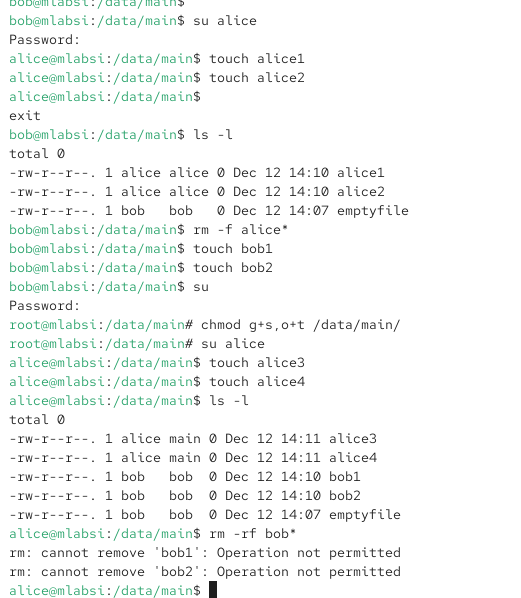 bob@mlabsi:/data/main$
bob@mlabsi:/data/main$ su alice
Password:
alice@mlabsi:/data/main$ touch alice1
alice@mlabsi:/data/main$ touch alice2
alice@mlabsi:/data/main$
exit
bob@mlabsi:/data/main$ ls -l
total 0
-rw-r--r--. 1 alice alice 0 Dec 12 14:10 alice1
-rw-r--r--. 1 alice alice 0 Dec 12 14:10 alice2
-rw-r--r--. 1 bob   bob   0 Dec 12 14:07 emptyfile
bob@mlabsi:/data/main$ rm -f alice*
bob@mlabsi:/data/main$ touch bob1
bob@mlabsi:/data/main$ touch bob2
bob@mlabsi:/data/main$ su
Password:
root@mlabsi:/data/main# chmod g+s,o+t /data/main/
root@mlabsi:/data/main# su alice
alice@mlabsi:/data/main$ touch alice3
alice@mlabsi:/data/main$ touch alice4
alice@mlabsi:/data/main$ ls -l
total 0
-rw-r--r--. 1 alice main 0 Dec 12 14:11 alice3
-rw-r--r--. 1 alice main 0 Dec 12 14:11 alice4
-rw-r--r--. 1 bob   bob  0 Dec 12 14:10 bob1
-rw-r--r--. 1 bob   bob  0 Dec 12 14:10 bob2
-rw-r--r--. 1 bob   bob  0 Dec 12 14:07 emptyfile
alice@mlabsi:/data/main$ rm -rf bob*
rm: cannot remove 'bob1': Operation not permitted
rm: cannot remove 'bob2': Operation not permitted
alice@mlabsi:/data/main$